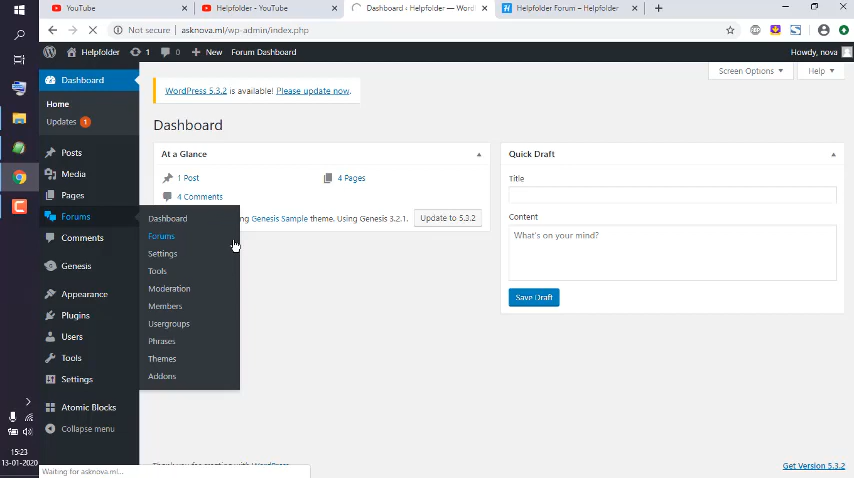 YouTube
Helpfolder - YouTube
Dashboard ‹ Helpfolder — Word
Helpfolder Forum – Helpfolder
Not secure | asknova.ml/wp-admin/index.php
Helpfolder 1 0 New Forum Dashboard Howdy, nova
Screen Options Help
Dashboard
Home
Updates 1
Posts
Media
Pages
Forums
Comments
Genesis
Appearance
Plugins
Users
Tools
Settings
Atomic Blocks
Collapse menu
Dashboard
Forums
Settings
Tools
Moderation
Members
Usergroups
Phrases
Themes
Addons
WordPress 5.3.2 is available! Please update now.
Dashboard
At a Glance
1 Post 4 Pages
4 Comments
ng Genesis Sample theme. Using Genesis 3.2.1. Update to 5.3.2
Quick Draft
Title
Content
What's on your mind?
Save Draft
Get Version 5.3.2
Waiting for asknova.ml...
15:23
13-01-2020